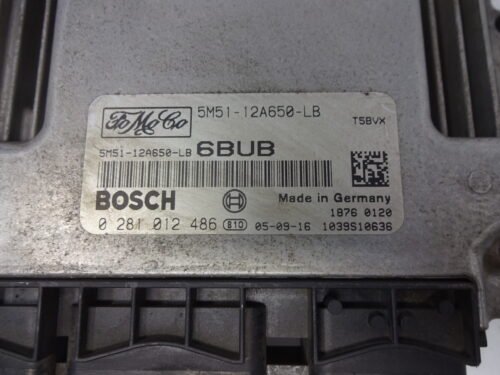 FoMoCo 5M51-12A650-LB
T5BVX
5M51-12A650-LB 6BUB
BOSCH Made in Germany
1876 0120
0 281 012 486 810 05-09-16 1039S10636